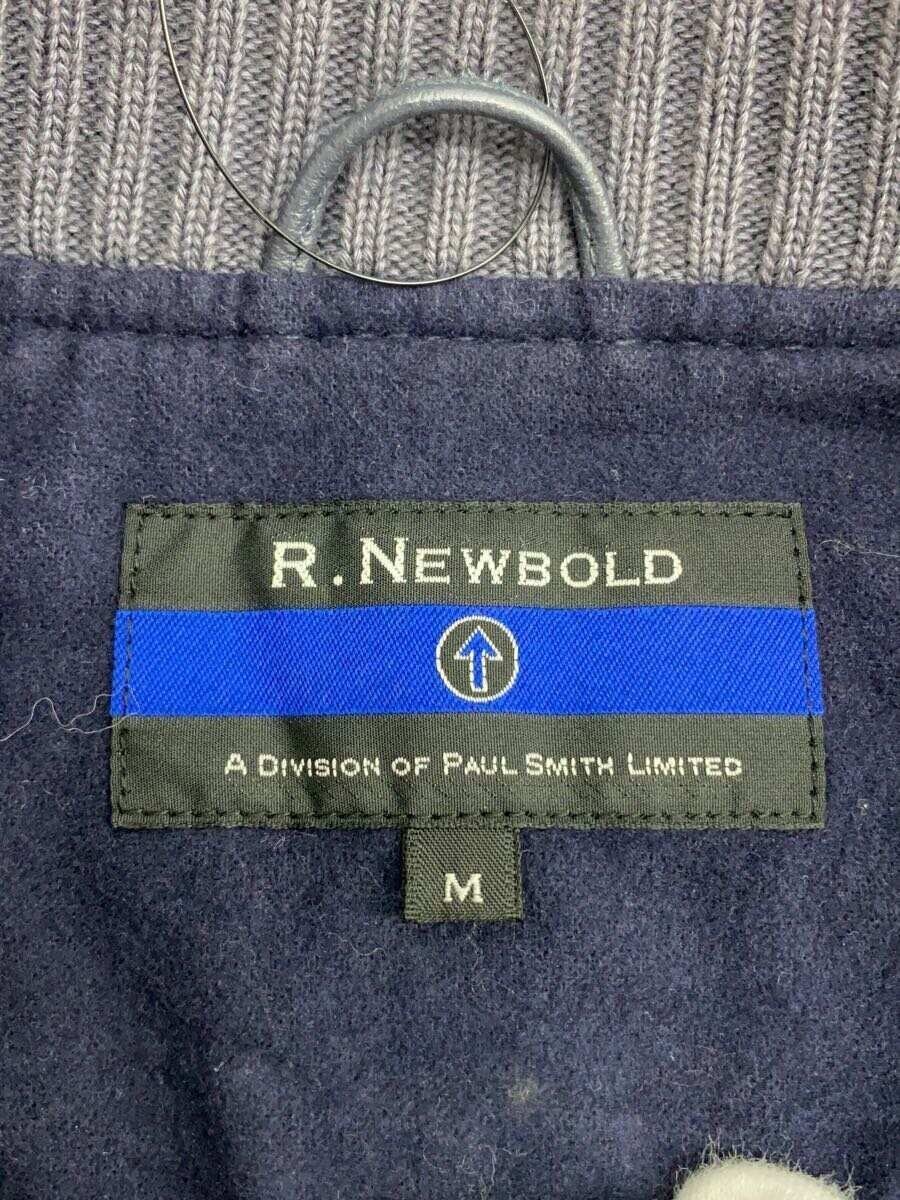 R. NEWBOLD
A DIVISION OF PAUL SMITH LIMITED
M